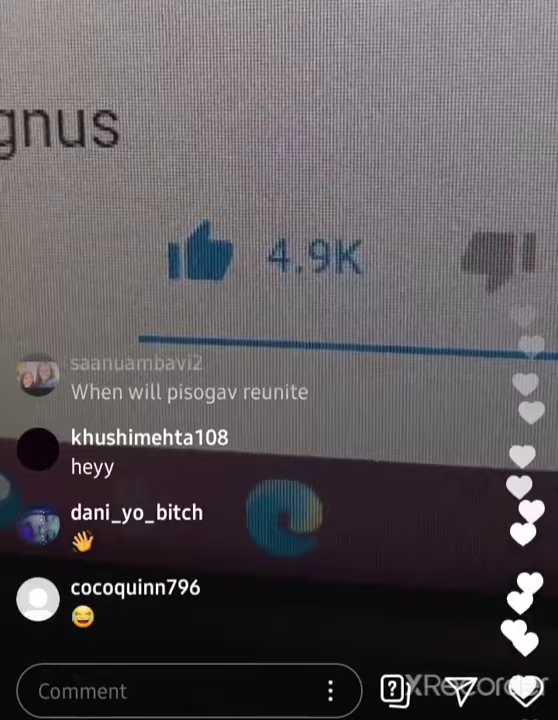 gnus
4.9K
saanuambavi2
When will pisogav reunite
khushimehta108
heyy
dani_yo_bitch
👋
cocoquinn796
😂
Comment
XRecorder